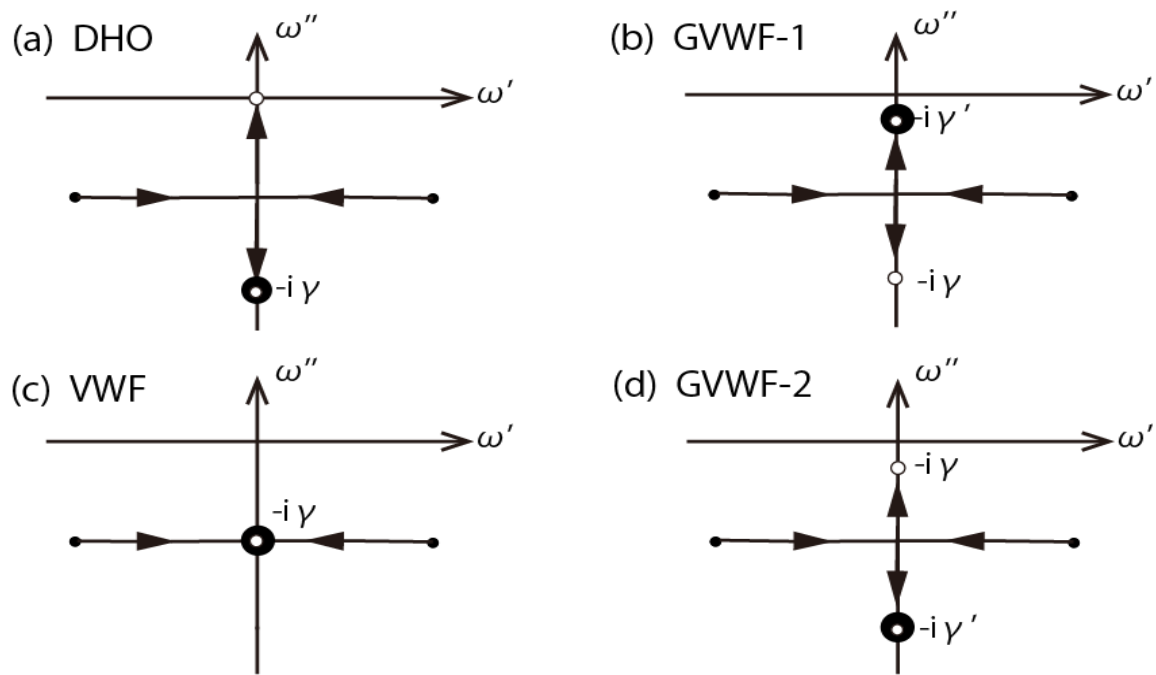 (a) DHO
ω''
ω'
-i γ
(b) GVWF-1
ω''
ω'
-i γ '
-i γ
(c) VWF
ω''
ω'
-i γ
(d) GVWF-2
ω''
ω'
-i γ
-i γ '